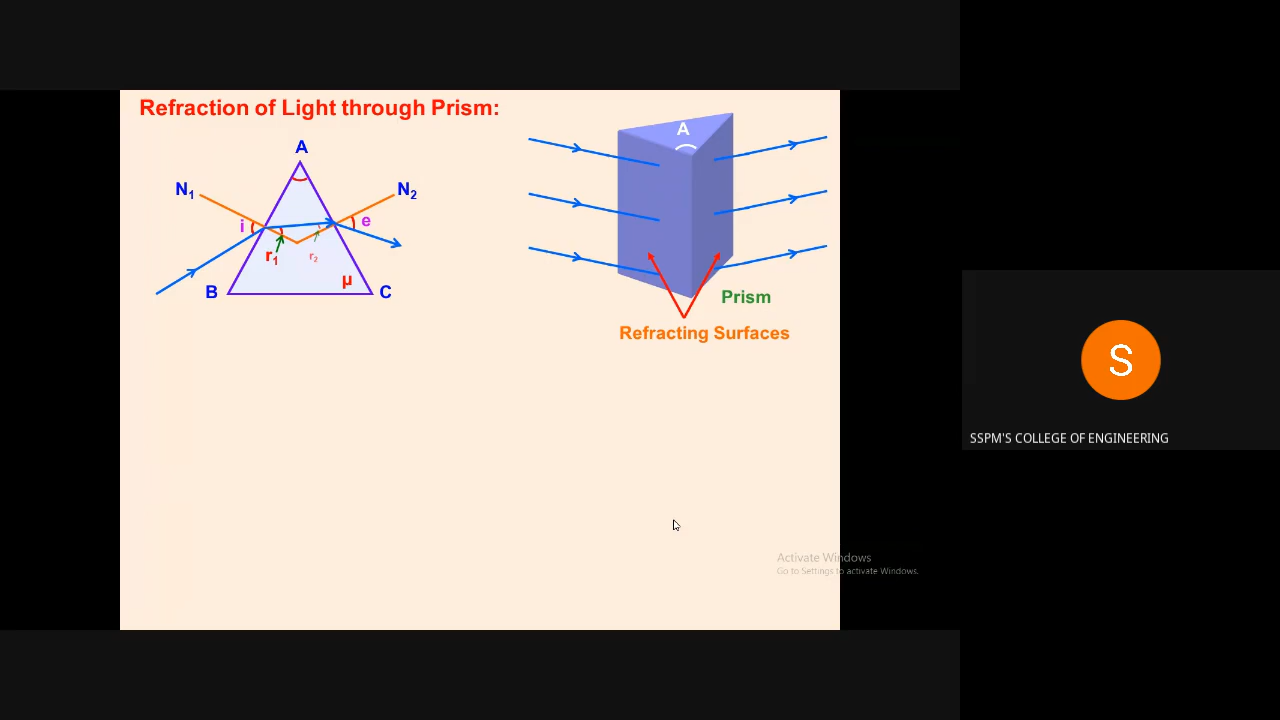 Refraction of Light through Prism:
A
N₁
N₂
i
e
r₁
r₂
μ
B
C
A
Prism
Refracting Surfaces
S
SSPM'S COLLEGE OF ENGINEERING
Activate Windows
Go to Settings to activate Windows.